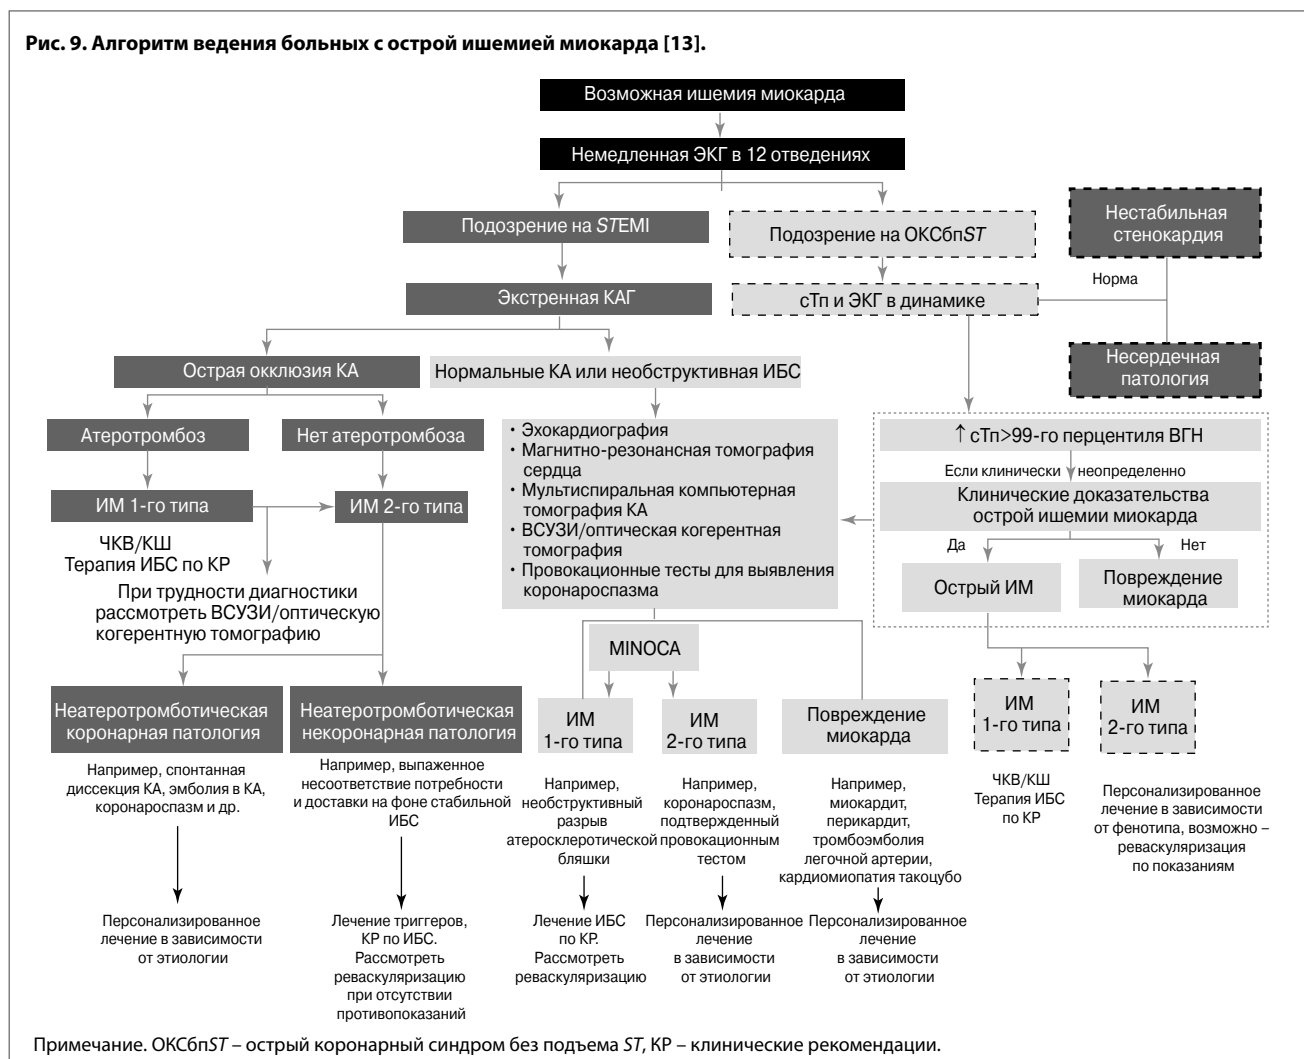 Рис. 9. Алгоритм ведения больных с острой ишемией миокарда [13].
Возможная ишемия миокарда
Немедленная ЭКГ в 12 отведениях
Подозрение на STEMI
Подозрение на ОКСбпST
Нестабильная
стенокардия
Экстренная КАГ
сТп и ЭКГ в динамике
Норма
Несердечная
патология
Острая окклюзия КА
Нормальные КА или необструктивная ИБС
Атеротромбоз
Нет атеротромбоза
ИМ 1-го типа
ИМ 2-го типа
ЧКВ/КШ
Терапия ИБС по КР
При трудности диагностики
рассмотреть ВСУЗИ/оптическую
когерентную томографию
· Эхокардиография
· Магнитно-резонансная томография
сердца
· Мультиспиральная компьютерная
томография КА
· ВСУЗИ/оптическая когерентная
томография
· Провокационные тесты для выявления
коронароспазма
↑ сТп>99-го перцентиля ВГН
Если клинически неопределенно
Клинические доказательства
острой ишемии миокарда
Да
Нет
Острый ИМ
Повреждение
миокарда
MINOCA
Неатеротромботическая
коронарная патология
Неатеротромботическая
некоронарная патология
ИМ
1-го типа
ИМ
2-го типа
Повреждение
миокарда
ИМ
1-го типа
ИМ
2-го типа
Например, спонтанная
диссекция КА, эмболия в КА,
коронароспазм и др.
Например, выпаженное
несоответствие потребности
и доставки на фоне стабильной
ИБС
Например,
необструктивный
разрыв
атеросклеротической
бляшки
Например,
коронароспазм,
подтвержденный
провокационным
тестом
Например,
миокардит,
перикардит,
тромбоэмболия
легочной артерии,
кардиомиопатия такоцубо
ЧКВ/КШ
Терапия ИБС
по КР
Персонализированное
лечение в зависимости
от фенотипа, возможно –
реваскуляризация
по показаниям
Персонализированное
лечение в зависимости
от этиологии
Лечение триггеров,
КР по ИБС.
Рассмотреть
реваскуляризацию
при отсутствии
противопоказаний
Лечение ИБС
по КР.
Рассмотреть
реваскуляризацию
Персонализированное
лечение
в зависимости
от этиологии
Персонализированное
лечение
в зависимости
от этиологии
Примечание. ОКСбпST – острый коронарный синдром без подъема ST, КР – клинические рекомендации.